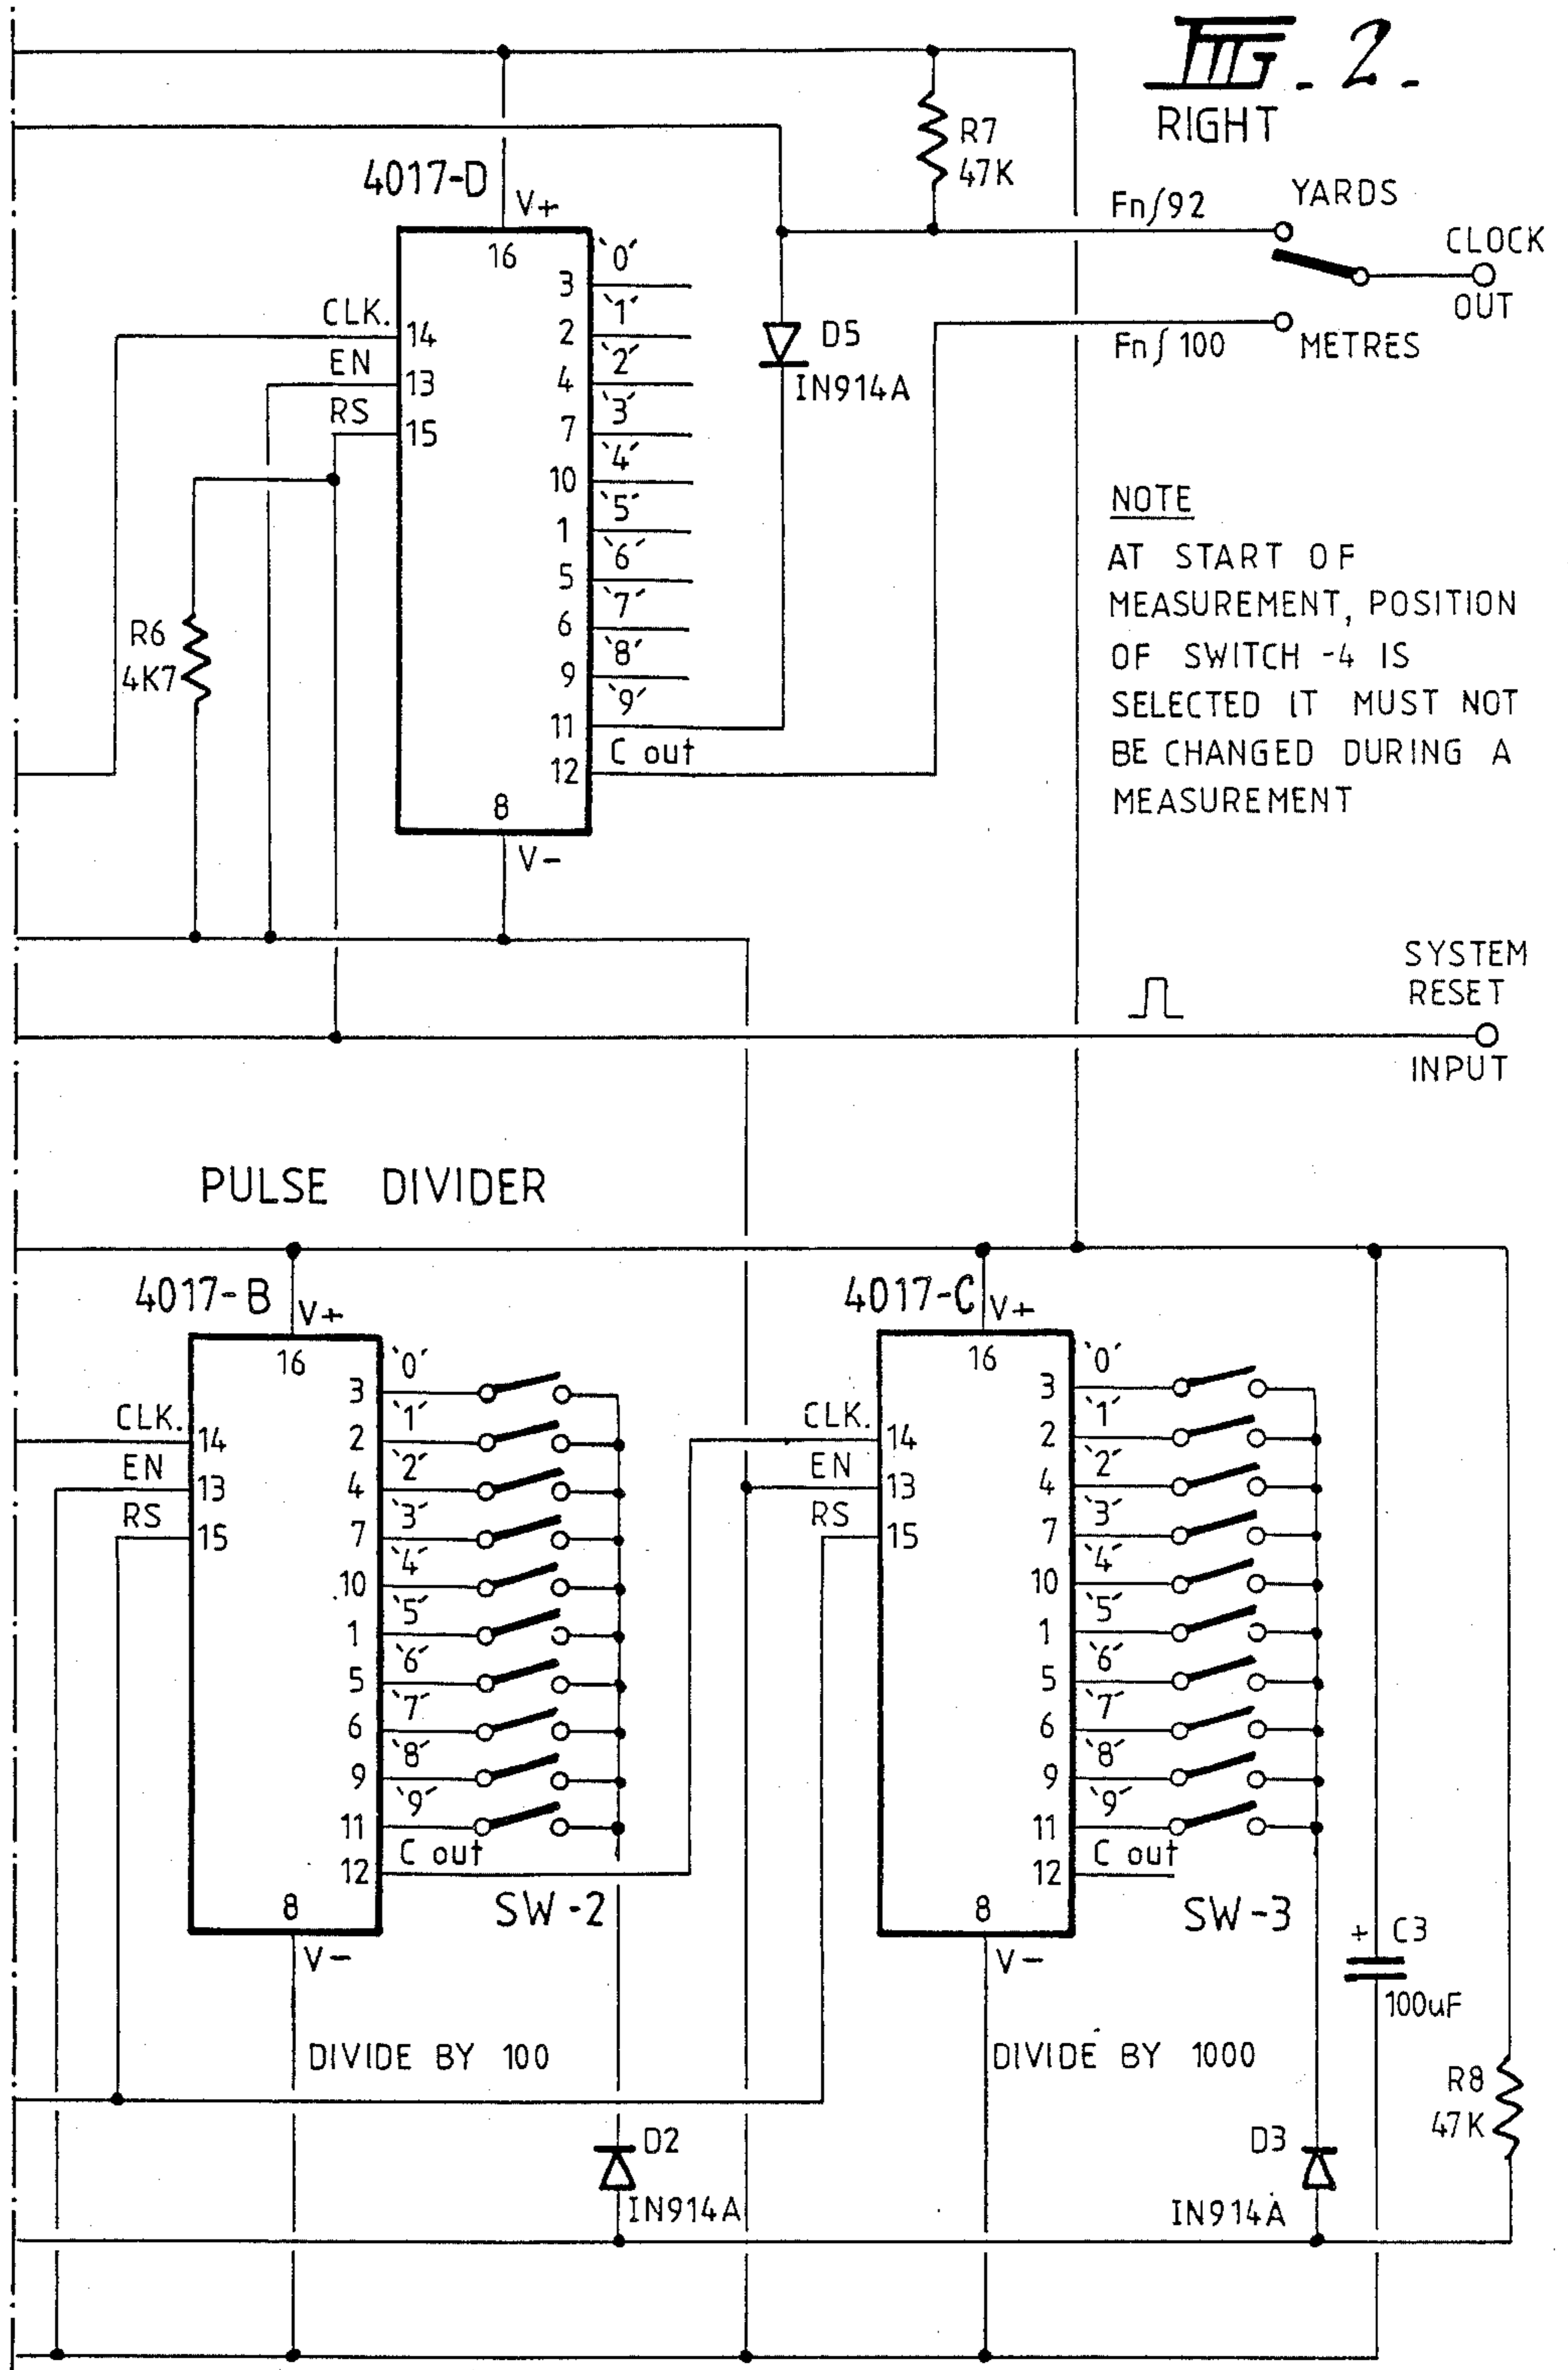 FIIG. 2.
RIGHT
R7
47K
4017-D
V+
Fn∫92
YARDS
CLOCK
OUT
Fn∫100
METRES
16
CLK.
14
EN
13
RS
15
3
`0´
2
`1´
4
`2´
7
`3´
10
`4´
1
`5´
5
`6´
6
`7´
9
`8´
11
`9´
12
C out
8
V-
D5
IN914A
R6
4K7
NOTE
AT START OF
MEASUREMENT, POSITION
OF SWITCH -4 IS
SELECTED IT MUST NOT
BE CHANGED DURING A
MEASUREMENT
SYSTEM
RESET
INPUT
PULSE DIVIDER
4017-B
V+
16
CLK.
14
EN
13
RS
15
3
`0´
2
`1´
4
`2´
7
`3´
10
`4´
1
`5´
5
`6´
6
`7´
9
`8´
11
`9´
12
C out
8
V-
SW-2
DIVIDE BY 100
D2
IN914A
4017-C
V+
16
CLK.
14
EN
13
RS
15
3
`0´
2
`1´
4
`2´
7
`3´
10
`4´
1
`5´
5
`6´
6
`7´
9
`8´
11
`9´
12
C out
8
V-
SW-3
DIVIDE BY 1000
D3
IN914A
+ C3
100uF
R8
47K